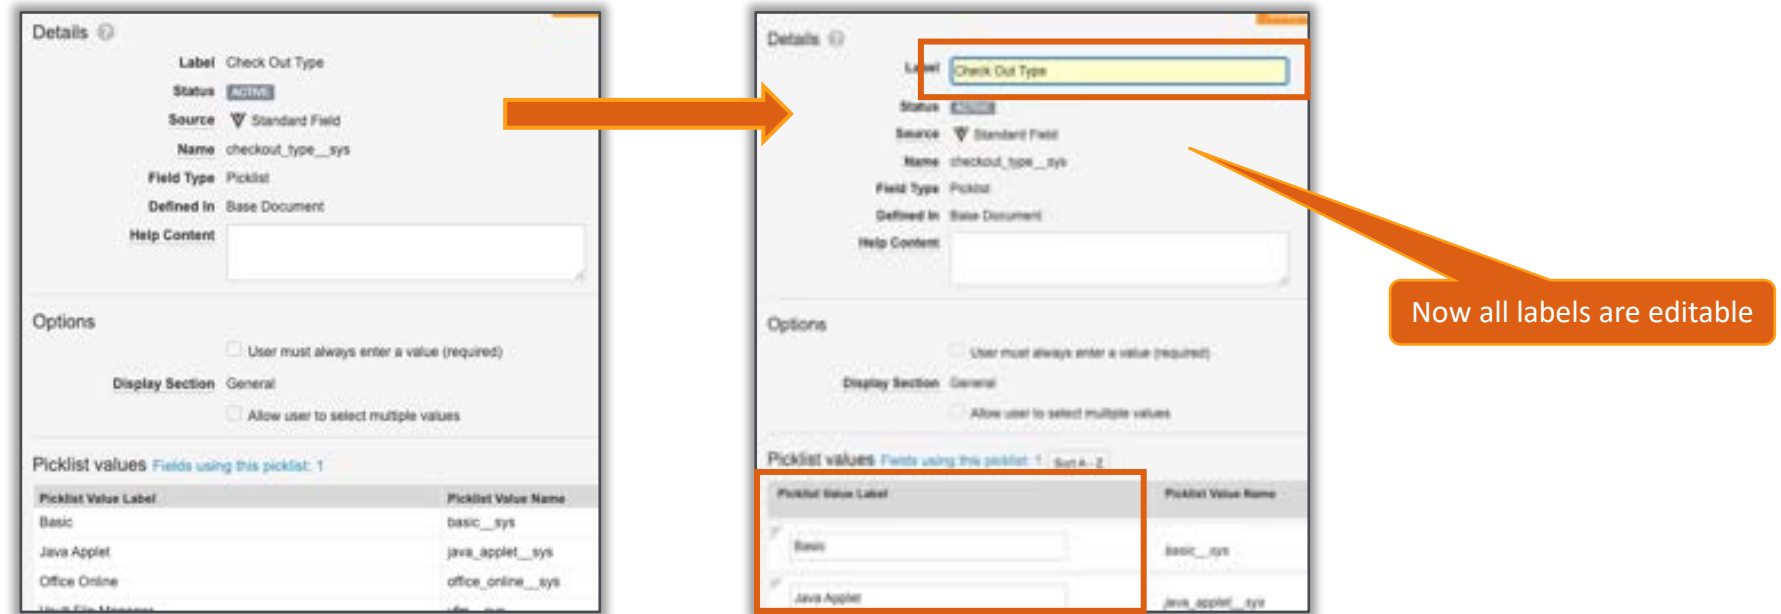 Details
Label Check Out Type
Status ACTIVE
Source Standard Field
Name checkout_type__sys
Field Type Picklist
Defined In Base Document
Help Content
Options
User must always enter a value (required)
Display Section General
Allow user to select multiple values
Picklist values Fields using this picklist: 1
Picklist Value Label Picklist Value Name
Basic basic__sys
Java Applet java_applet__sys
Office Online office_online__sys
Details
Label Check Out Type
Status ACTIVE
Source Standard Field
Name checkout_type__sys
Field Type Picklist
Defined In Base Document
Help Content
Options
User must always enter a value (required)
Display Section General
Allow user to select multiple values
Picklist values Fields using this picklist: 1 Sort A - Z
Picklist Value Label Picklist Value Name
Basic basic__sys
Java Applet java_applet__sys
Now all labels are editable